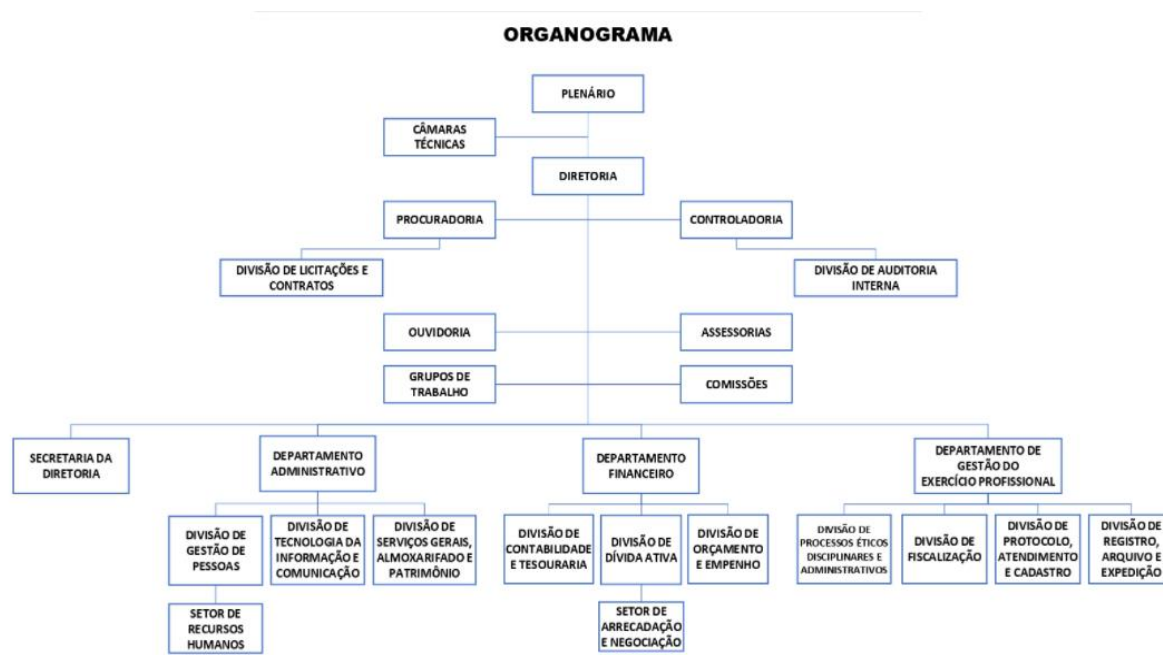 ORGANOGRAMA
PLENÁRIO
CÂMARAS
TÉCNICAS
DIRETORIA
PROCURADORIA
CONTROLADORIA
DIVISÃO DE LICITAÇÕES E
CONTRATOS
DIVISÃO DE AUDITORIA
INTERNA
OUVIDORIA
ASSESSORIAS
GRUPOS DE
TRABALHO
COMISSÕES
SECRETARIA DA
DIRETORIA
DEPARTAMENTO
ADMINISTRATIVO
DEPARTAMENTO
FINANCEIRO
DEPARTAMENTO DE
GESTÃO DO
EXERCÍCIO PROFISSIONAL
DIVISÃO DE
GESTÃO DE
PESSOAS
DIVISÃO DE
TECNOLOGIA DA
INFORMAÇÃO E
COMUNICAÇÃO
DIVISÃO DE
SERVIÇOS GERAIS,
ALMOXARIFADO E
PATRIMÔNIO
DIVISÃO DE
CONTABILIDADE
E TESOURARIA
DIVISÃO DE
DÍVIDA ATIVA
DIVISÃO DE
ORÇAMENTO
E EMPENHO
DIVISÃO DE
PROCESSOS ÉTICOS
DISCIPLINARES E
ADMINISTRATIVOS
DIVISÃO DE
FISCALIZAÇÃO
DIVISÃO DE
PROTOCOLO,
ATENDIMENTO
E CADASTRO
DIVISÃO DE
REGISTRO,
ARQUIVO E
EXPEDIÇÃO
SETOR DE
RECURSOS
HUMANOS
SETOR DE
ARRECADAÇÃO
E NEGOCIAÇÃO